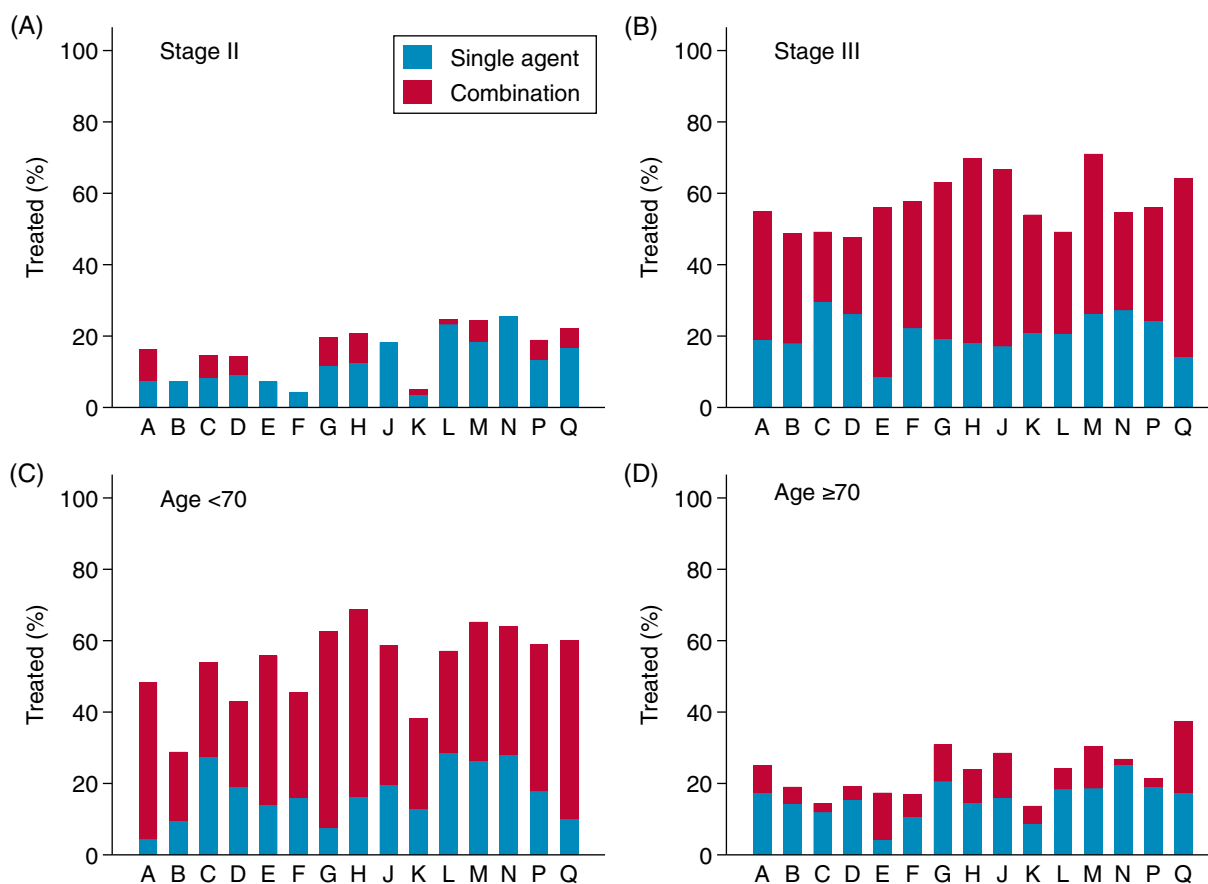 (A)
Stage II
Single agent
Combination
Treated (%)
100
80
60
40
20
0
A B C D E F G H J K L M N P Q
(B)
Stage III
Treated (%)
100
80
60
40
20
0
A B C D E F G H J K L M N P Q
(C)
Age <70
Treated (%)
100
80
60
40
20
0
A B C D E F G H J K L M N P Q
(D)
Age ≥70
Treated (%)
100
80
60
40
20
0
A B C D E F G H J K L M N P Q